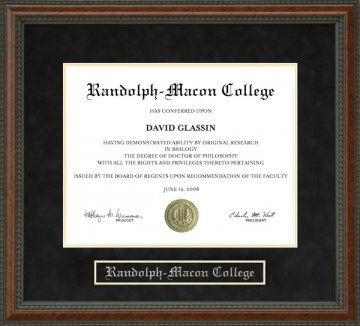 Randolph-Macon College
HAS CONFERRED UPON
DAVID GLASSIN
HAVING DEMONSTRATED ABILITY BY ORIGINAL RESEARCH
IN BIOLOGY
THE DEGREE OF DOCTOR OF PHILOSOPHY
WITH ALL THE RIGHTS AND PRIVILEGES THERETO PERTAINING
ISSUED BY THE BOARD OF REGENTS UPON RECOMMENDATION OF THE FACULTY
JUNE 19, 2006
PROVOST
PRESIDENT
Randolph-Macon College